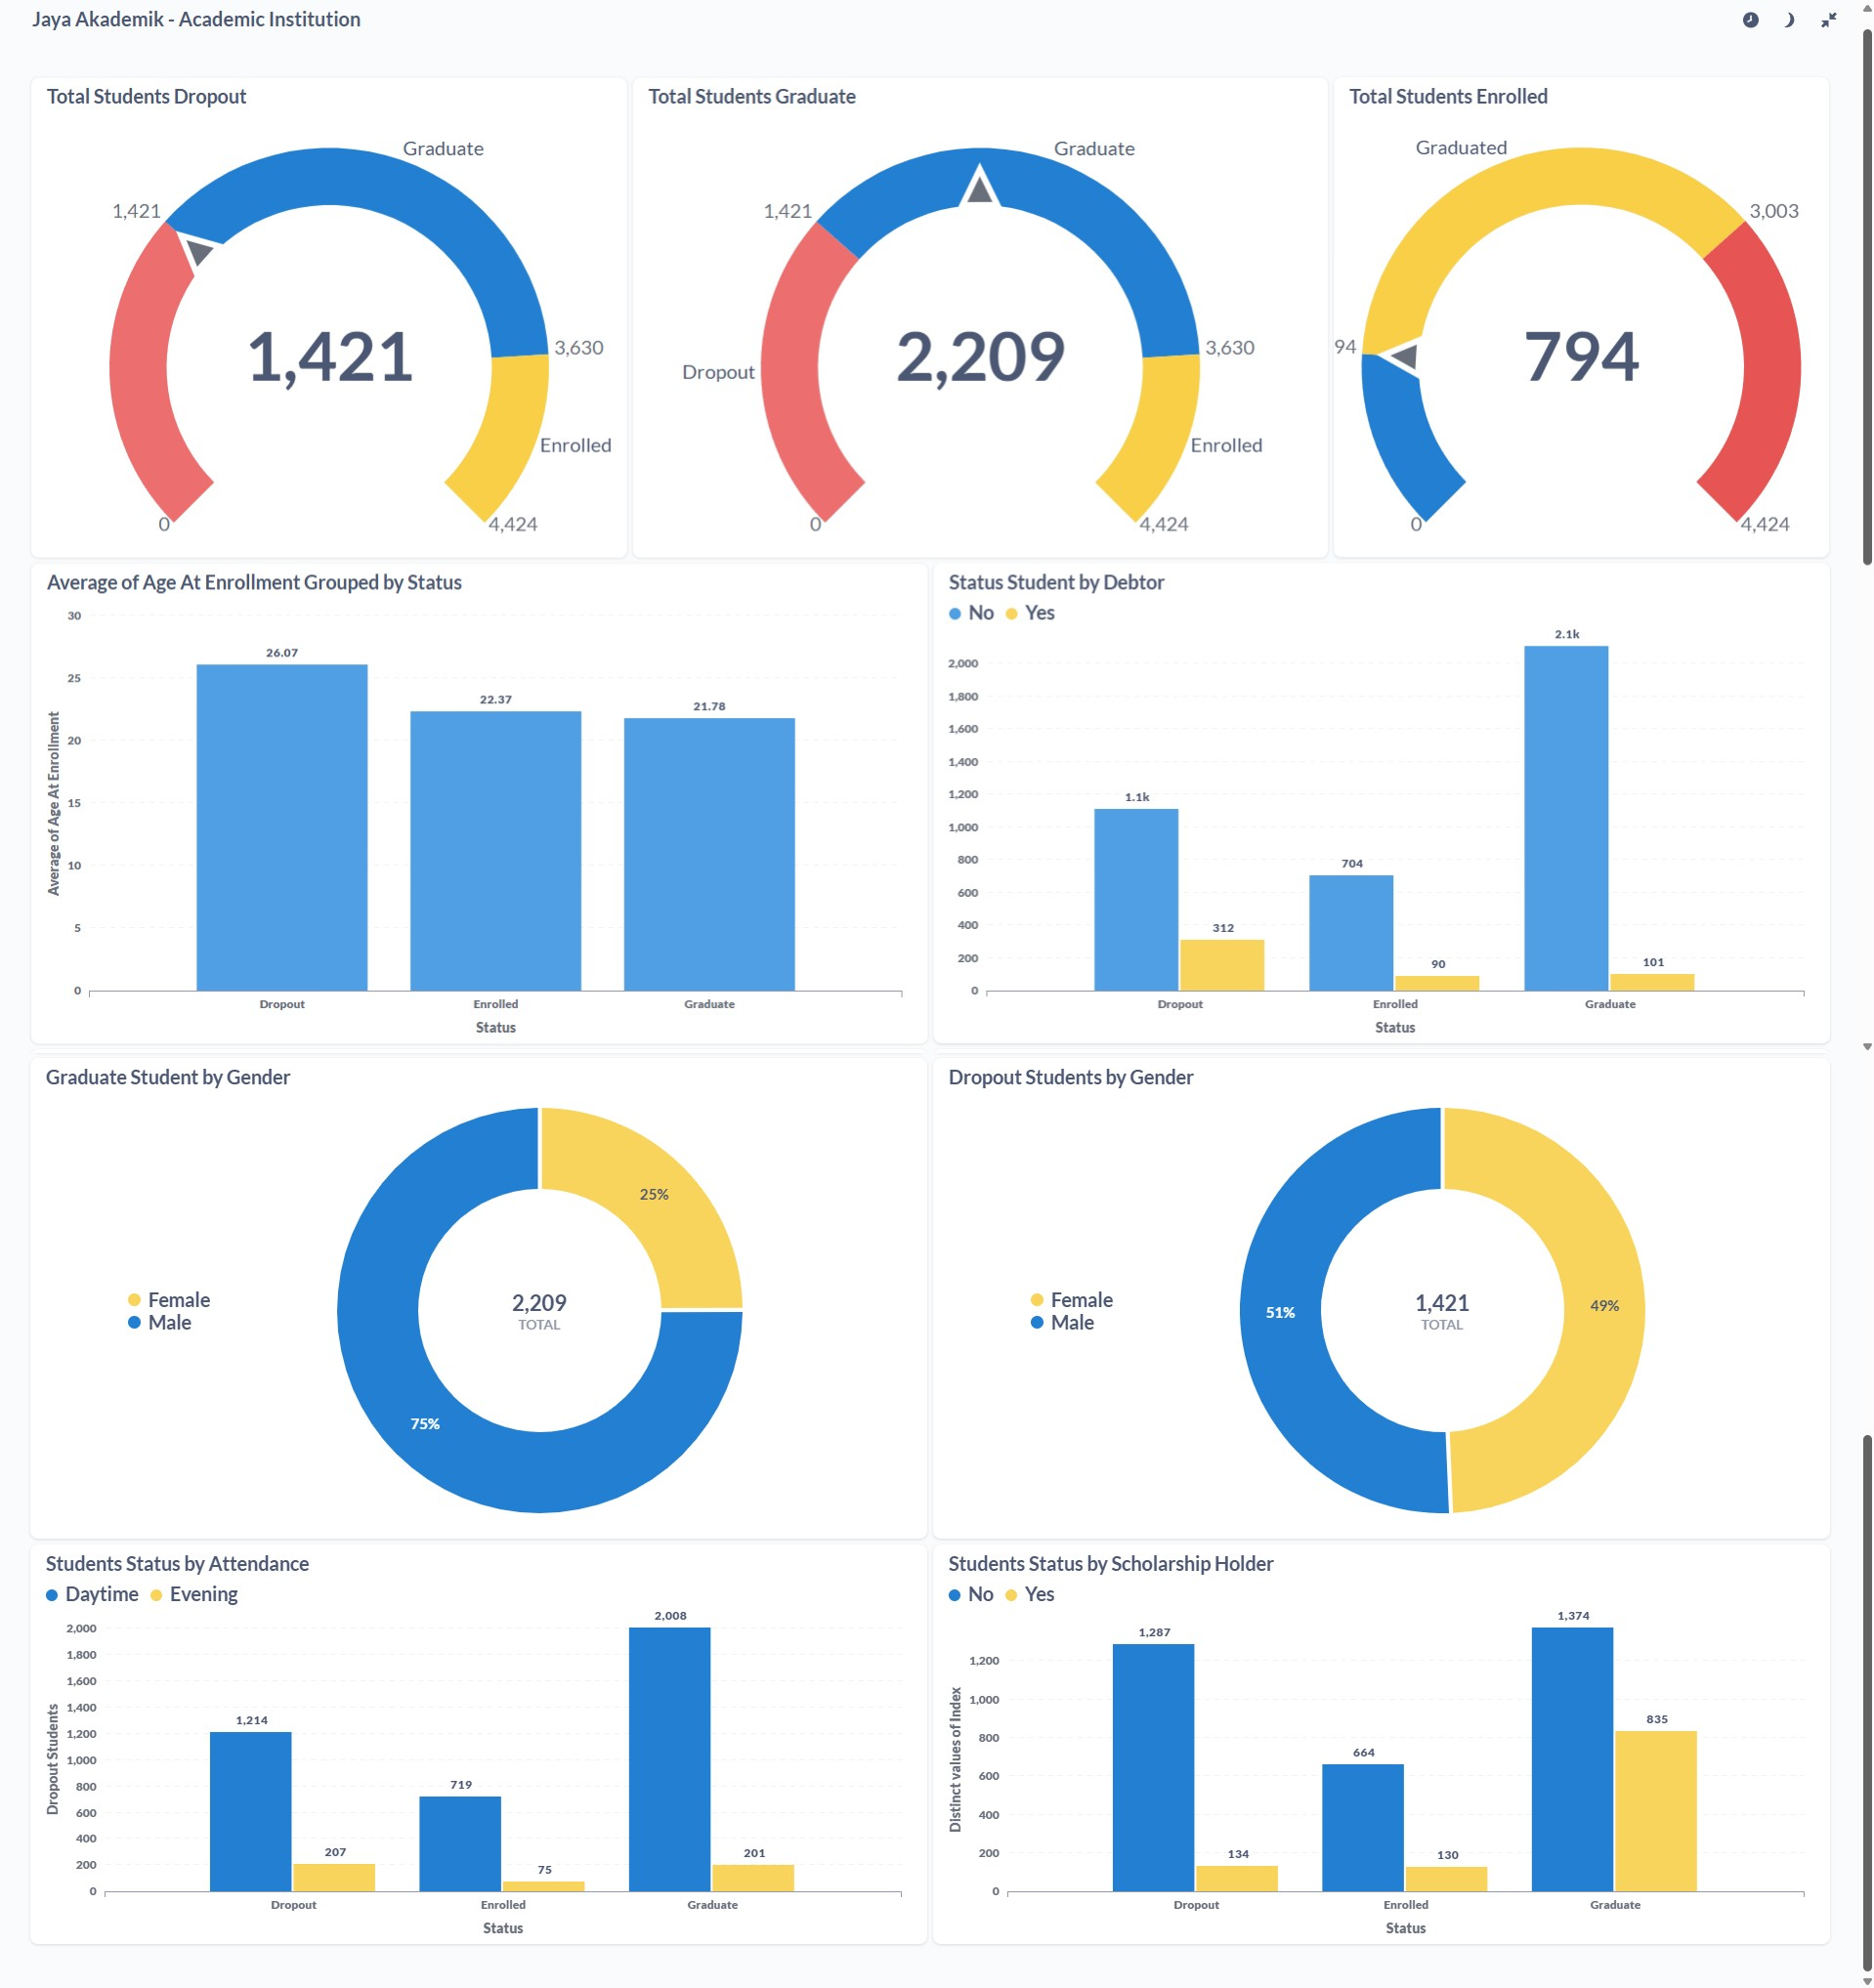 Jaya Akademik - Academic Institution
Total Students Dropout
Graduate
1,421
1,421
3,630
Enrolled
0
4,424
Total Students Graduate
Graduate
1,421
2,209
3,630
Dropout
Enrolled
0
4,424
Total Students Enrolled
Graduated
3,003
94
794
0
4,424
Average of Age At Enrollment Grouped by Status
30
25
20
15
10
5
0
Average of Age At Enrollment
26.07
22.37
21.78
Dropout
Enrolled
Graduate
Status
Status Student by Debtor
No Yes
2,000
1,800
1,600
1,400
1,200
1,000
800
600
400
200
0
1.1k
312
704
90
2.1k
101
Dropout
Enrolled
Graduate
Status
Graduate Student by Gender
Female
Male
25%
75%
2,209
TOTAL
Dropout Students by Gender
Female
Male
51%
49%
1,421
TOTAL
Students Status by Attendance
Daytime Evening
2,000
1,800
1,600
1,400
1,200
1,000
800
600
400
200
0
Dropout Students
1,214
207
719
75
2,008
201
Dropout
Enrolled
Graduate
Status
Students Status by Scholarship Holder
No Yes
1,200
1,000
800
600
400
200
0
Distinct values of Index
1,287
134
664
130
1,374
835
Dropout
Enrolled
Graduate
Status